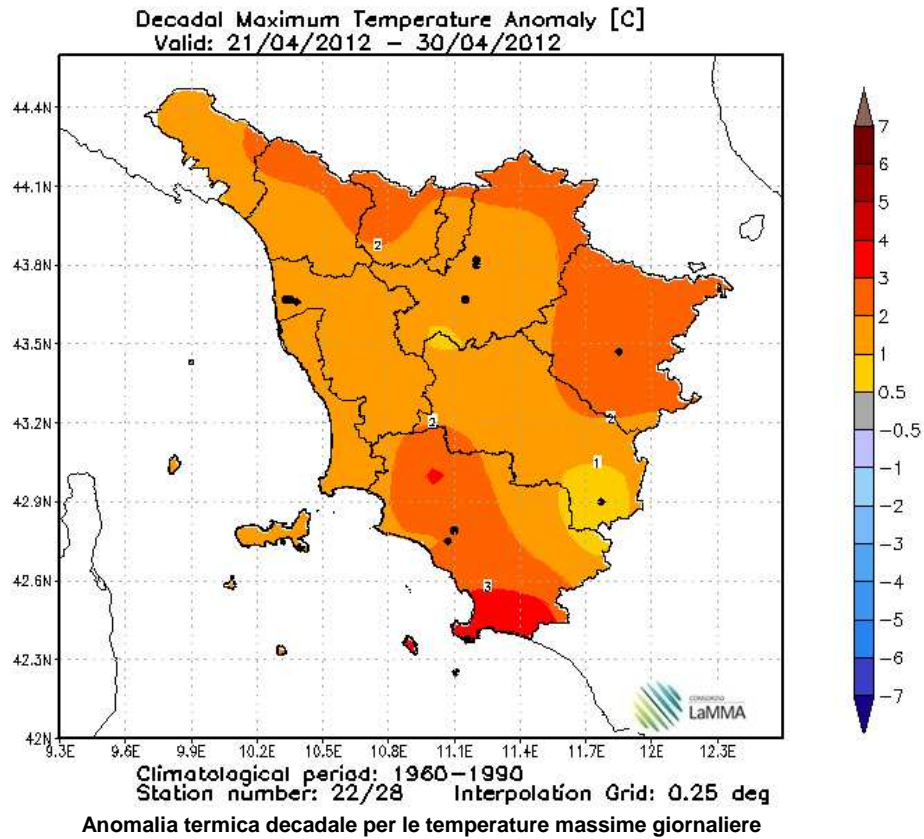 Decadal Maximum Temperature Anomaly [C]
Valid: 21/04/2012 – 30/04/2012
44.4N
44.1N
43.8N
43.5N
43.2N
42.9N
42.6N
42.3N
42N
9.3E 9.6E 9.9E 10.2E 10.5E 10.8E 11.1E 11.4E 11.7E 12E 12.3E
2
2
2
1
3
7
6
5
4
3
2
1
0.5
-0.5
-1
-2
-3
-4
-5
-6
-7
CONSORZIO
LaMMA
Climatological period: 1960–1990
Station number: 22/28 Interpolation Grid: 0.25 deg
Anomalia termica decadale per le temperature massime giornaliere